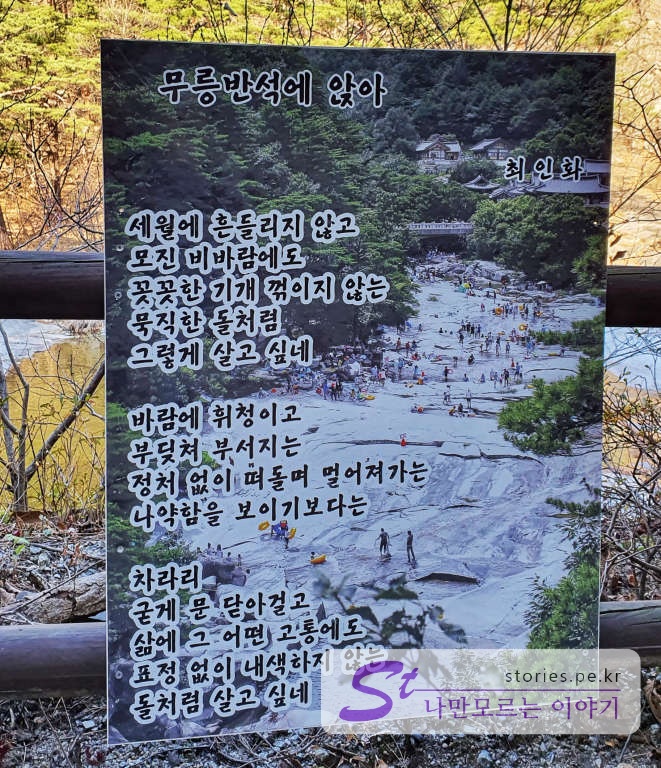 무릉반석에 앉아
최인화
세월에 흔들리지 않고
모진 비바람에도
꼿꼿한 기개 꺾이지 않는
묵직한 돌처럼
그렇게 살고 싶네
바람에 휘청이고
부딪쳐 부서지는
정처 없이 떠돌며 멀어져가는
나약함을 보이기보다는
차라리
굳게 문 닫아걸고
삶에 그 어떤 고통에도
표정 없이 내색하지 않는
돌처럼 살고 싶네
St
stories.pe.kr
나만모르는 이야기